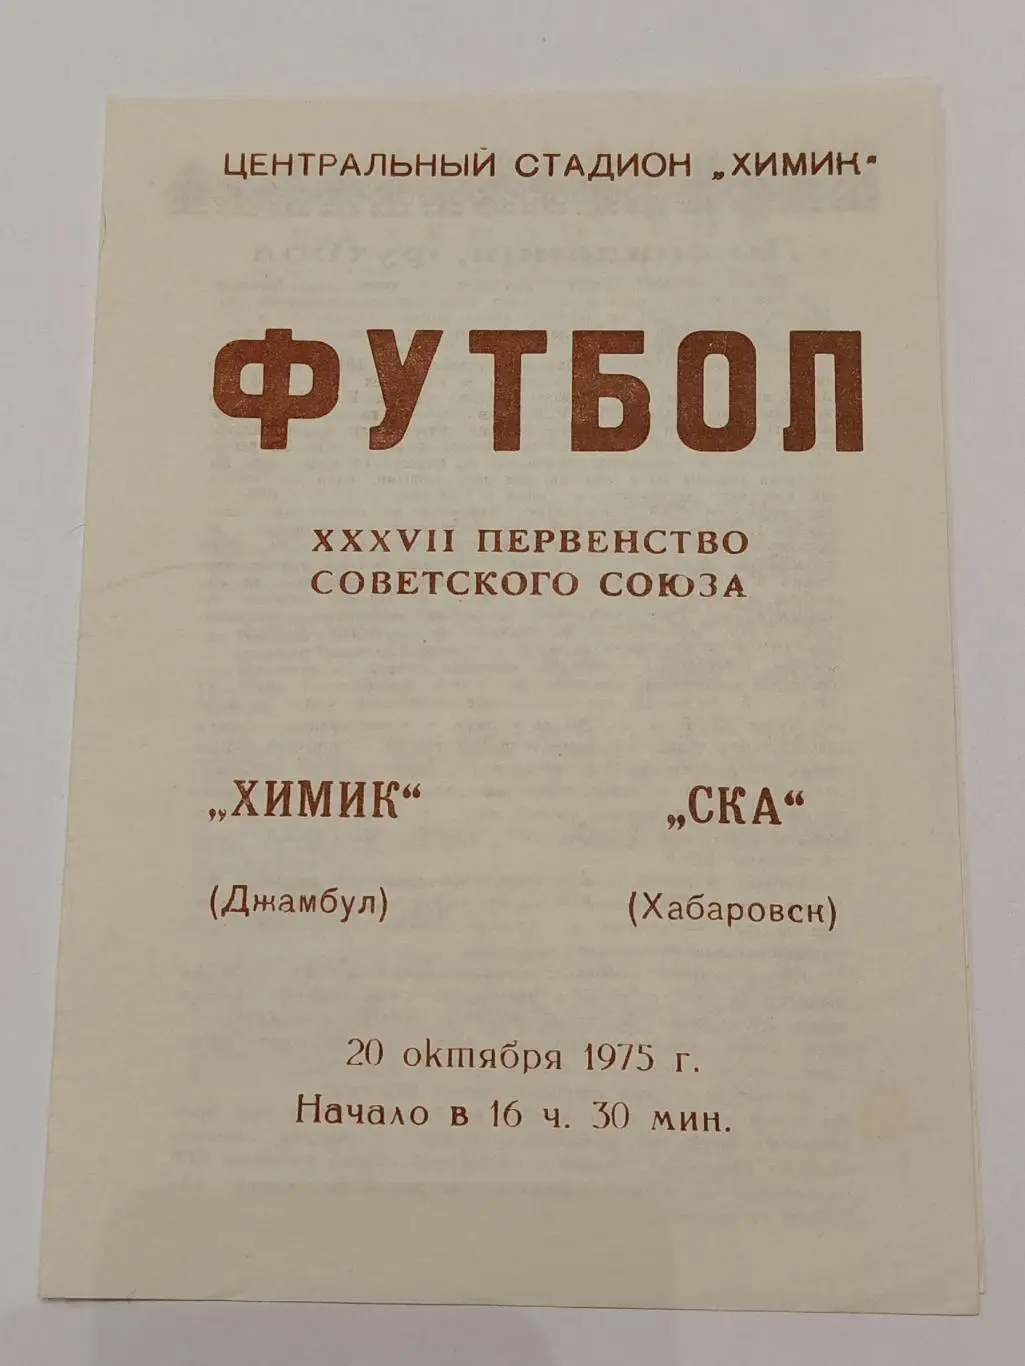 ЦЕНТРАЛЬНЫЙ СТАДИОН „ХИМИК"
ФУТБОЛ
XXXVII ПЕРВЕНСТВО
СОВЕТСКОГО СОЮЗА
„ХИМИК“ „СКА“
(Джамбул) (Хабаровск)
20 октября 1975 г.
Начало в 16 ч. 30 мин.